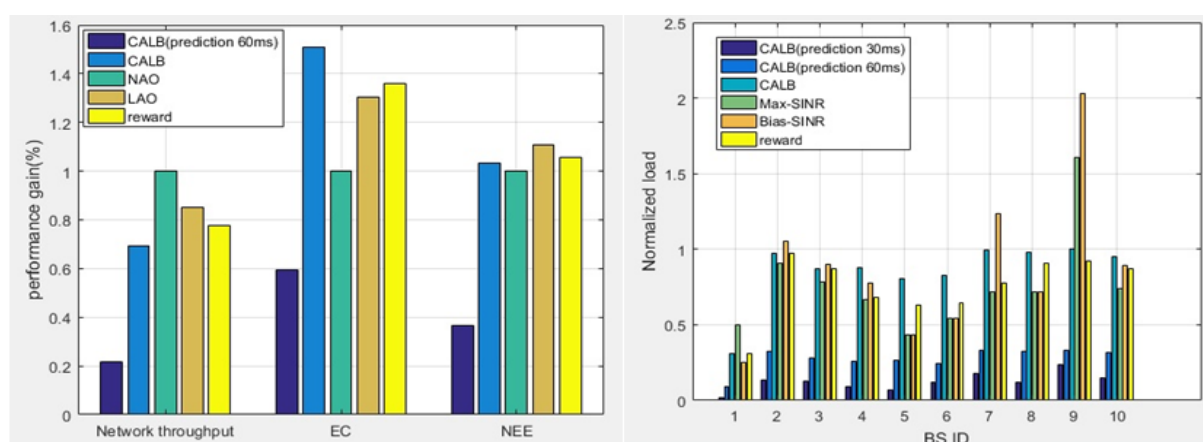 1.6
1.4
1.2
1
0.8
0.6
0.4
0.2
0
performance gain(%)
CALB(prediction 60ms)
CALB
NAO
LAO
reward
Network throughput EC NEE
2.5
2
1.5
1
0.5
0
Normalized load
CALB(prediction 30ms)
CALB(prediction 60ms)
CALB
Max-SINR
Bias-SINR
reward
1 2 3 4 5 6 7 8 9 10
BS ID